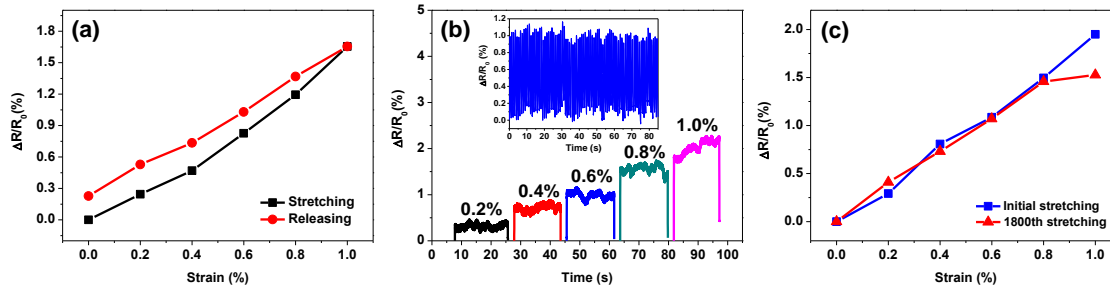 (a)
ΔR/R0(%)
1.8
1.5
1.2
0.9
0.6
0.3
0.0
Stretching
Releasing
0.0 0.2 0.4 0.6 0.8 1.0
Strain (%)
(b)
ΔR/R0(%)
5
4
3
2
1
0
ΔR/R0 (%)
1.2
1.0
0.8
0.6
0.4
0.2
0.0
0 10 20 30 40 50 60 70 80
Time (s)
0.2%
0.4%
0.6%
0.8%
1.0%
0 10 20 30 40 50 60 70 80 90 100
Time (s)
(c)
ΔR/R0(%)
2.0
1.5
1.0
0.5
0.0
Initial stretching
1800th stretching
0.0 0.2 0.4 0.6 0.8 1.0
Strain (%)